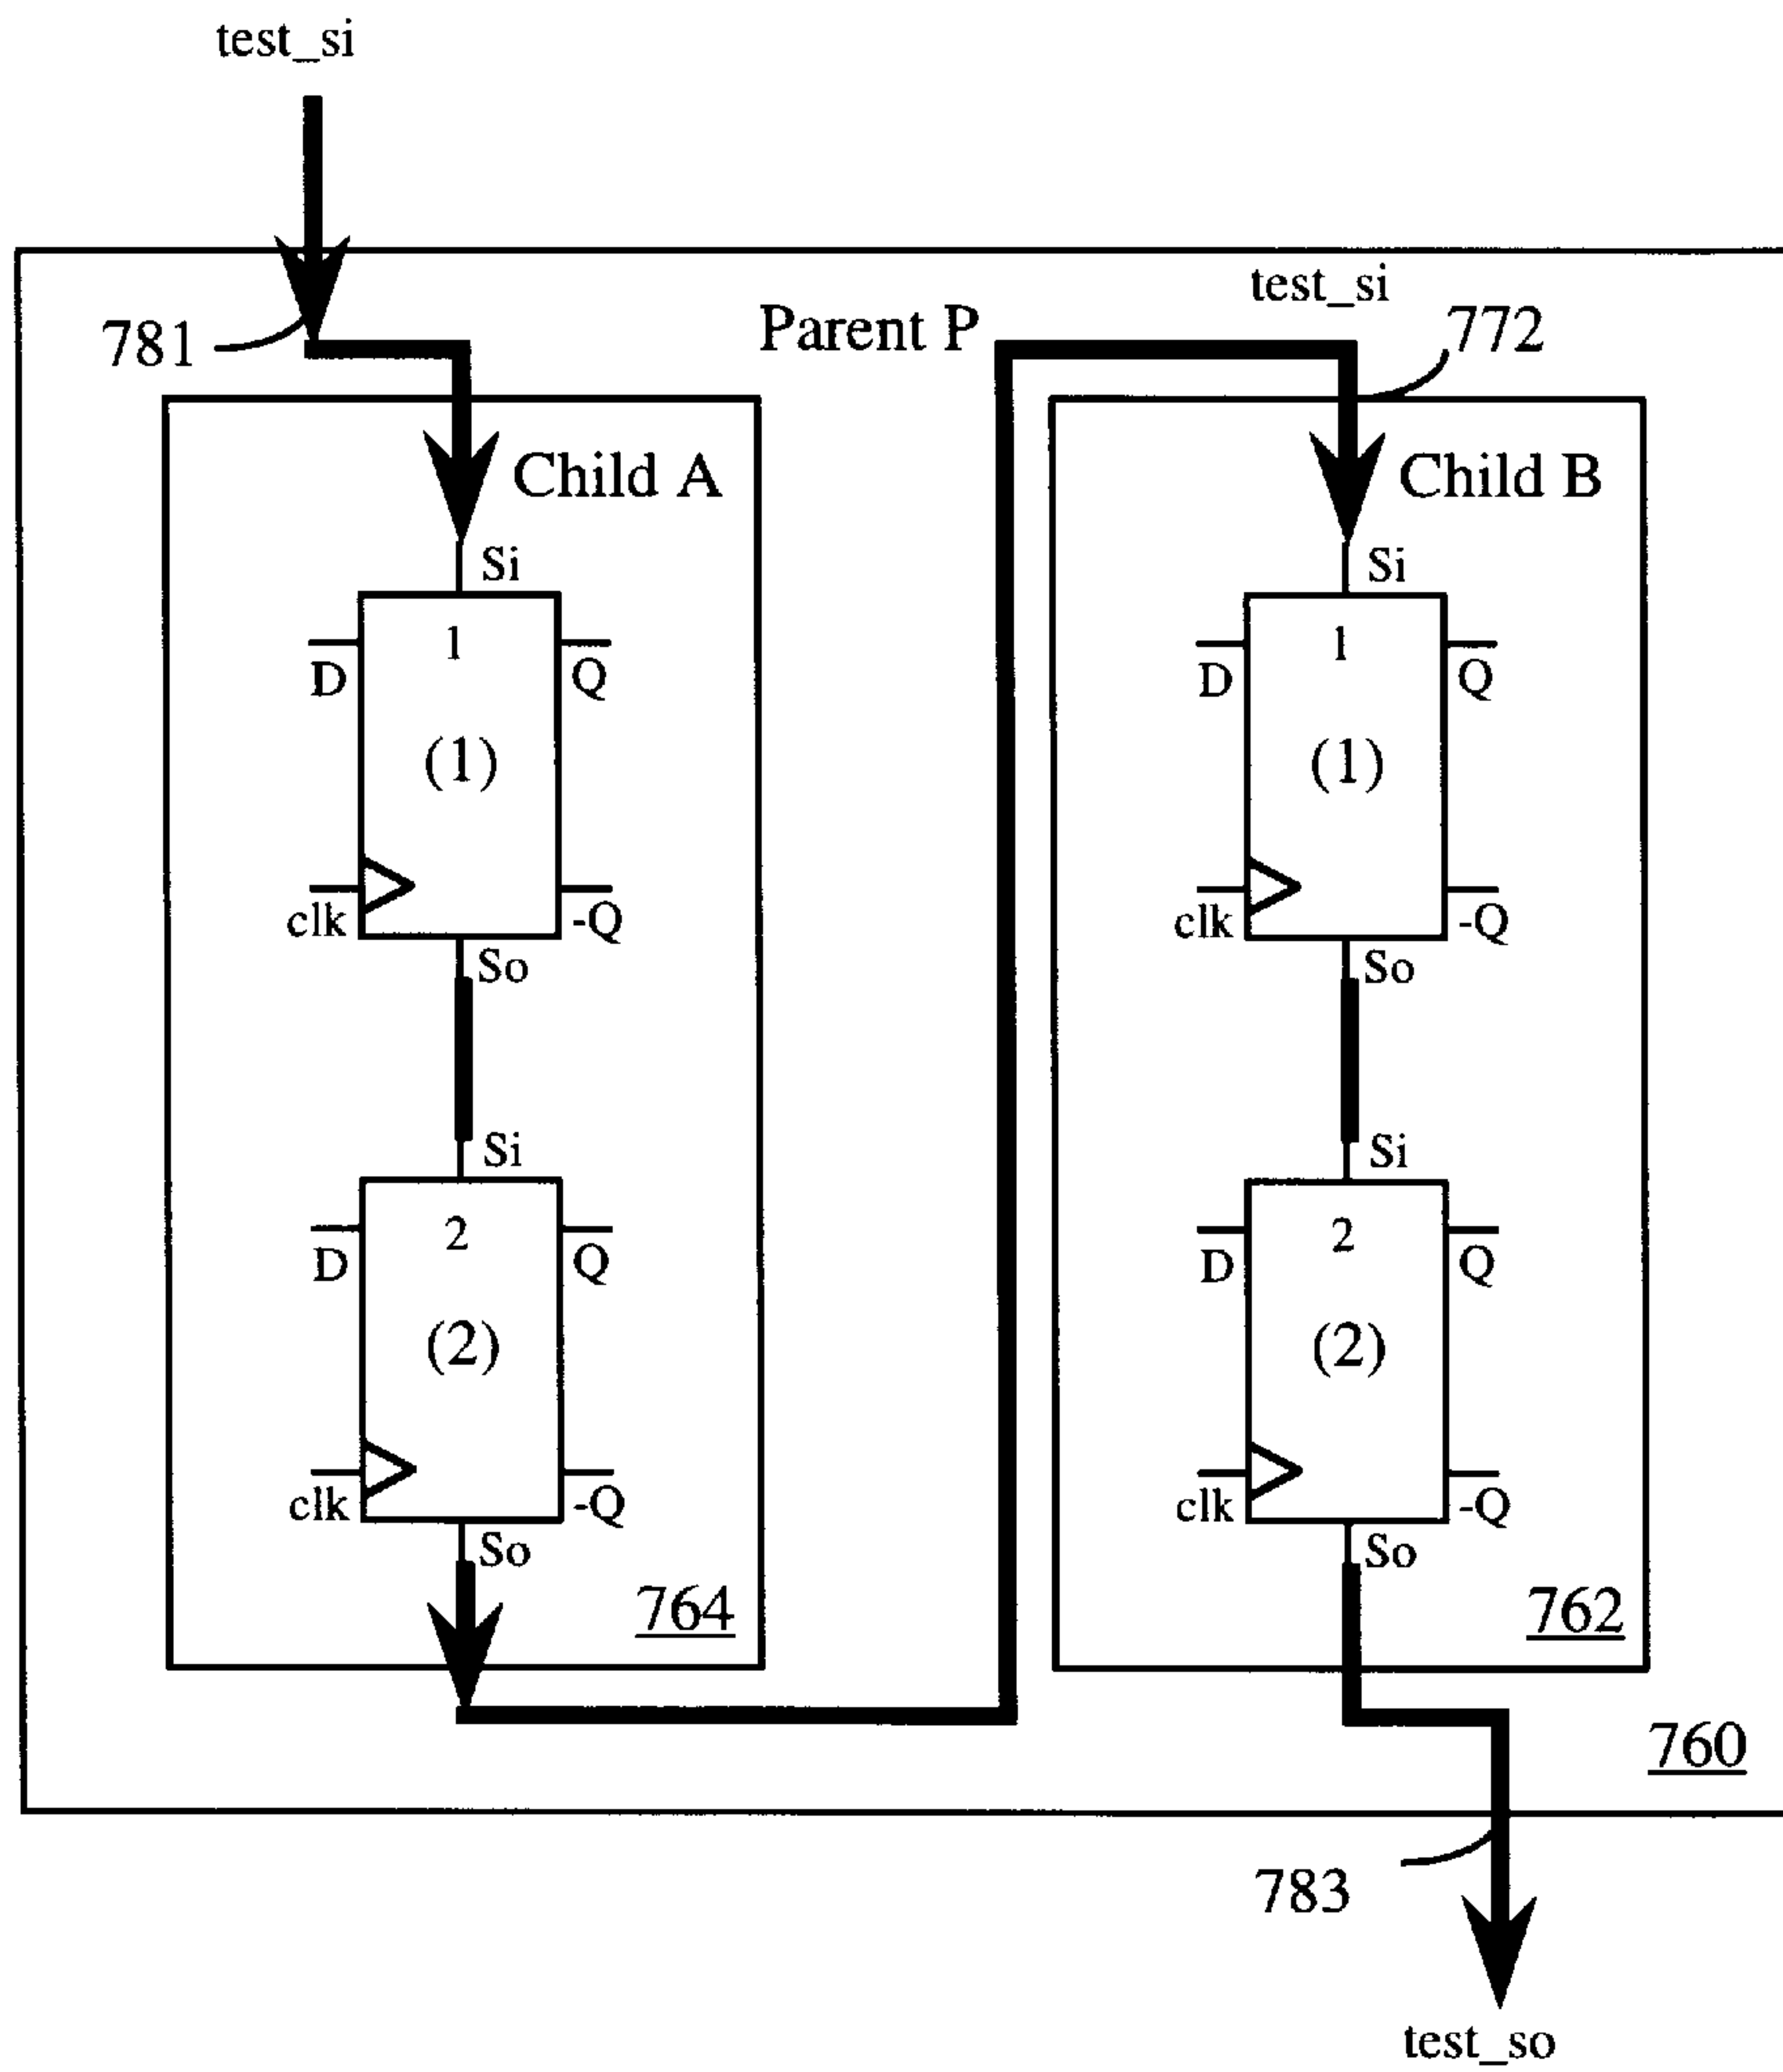 test_si
test_si
781
Parent P
772
Child A
Child B
Si
Si
1
1
D
Q
D
Q
(1)
(1)
clk
-Q
clk
-Q
So
So
Si
Si
2
2
D
Q
D
Q
(2)
(2)
clk
-Q
clk
-Q
So
So
764
762
760
783
test_so